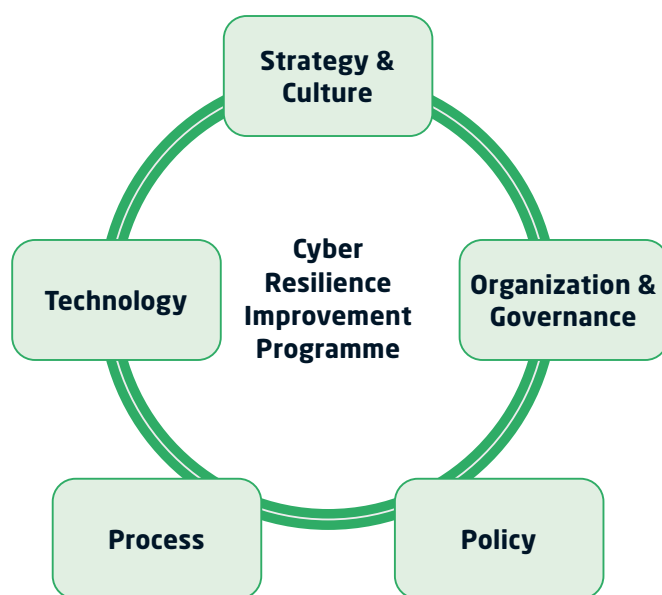 Strategy &
Culture
Technology
Cyber
Resilience
Improvement
Programme
Organization &
Governance
Process
Policy